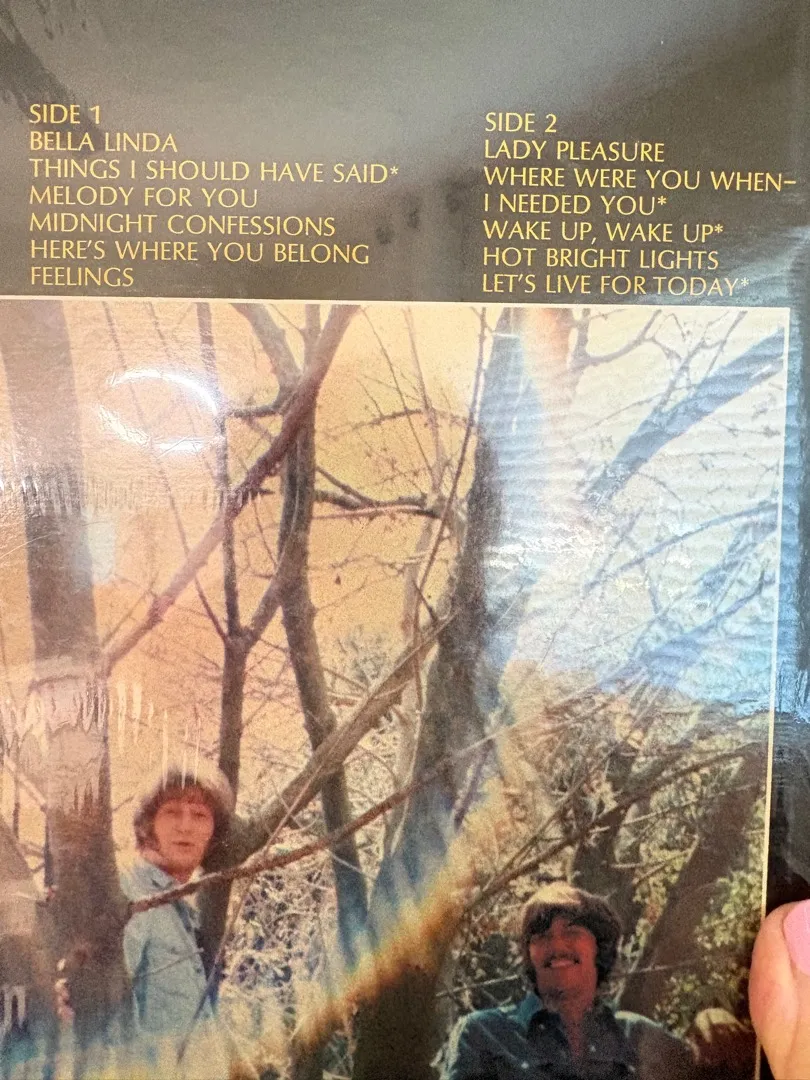 SIDE 1
BELLA LINDA
THINGS I SHOULD HAVE SAID*
MELODY FOR YOU
MIDNIGHT CONFESSIONS
HERE'S WHERE YOU BELONG
FEELINGS
SIDE 2
LADY PLEASURE
WHERE WERE YOU WHEN–
I NEEDED YOU*
WAKE UP, WAKE UP*
HOT BRIGHT LIGHTS
LET'S LIVE FOR TODAY*